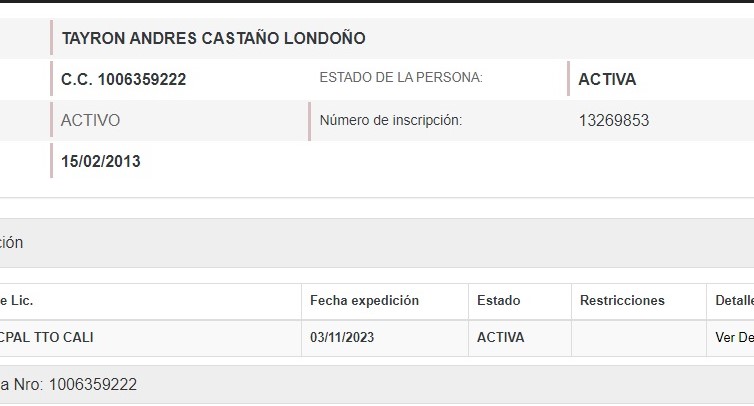 TAYRON ANDRES CASTAÑO LONDOÑO
C.C. 1006359222 ESTADO DE LA PERSONA: ACTIVA
ACTIVO Número de inscripción: 13269853
15/02/2013
ción
e Lic. Fecha expedición Estado Restricciones Detalle
CPAL TTO CALI 03/11/2023 ACTIVA Ver De
a Nro: 1006359222